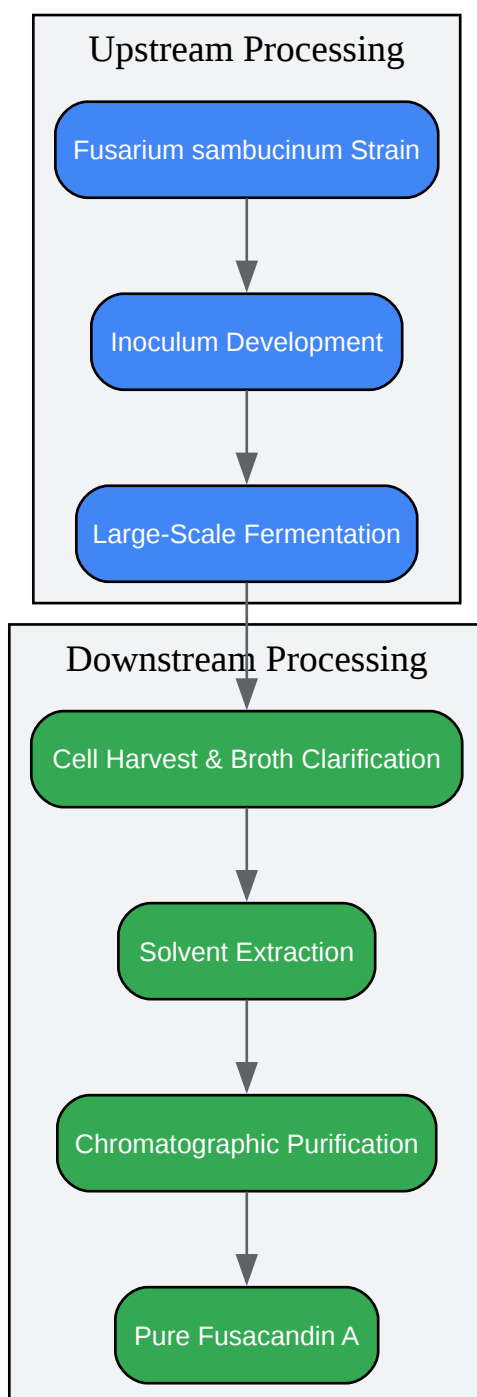 Upstream Processing
Fusarium sambucinum Strain
Inoculum Development
Large-Scale Fermentation
Downstream Processing
Cell Harvest & Broth Clarification
Solvent Extraction
Chromatographic Purification
Pure Fusacandin A